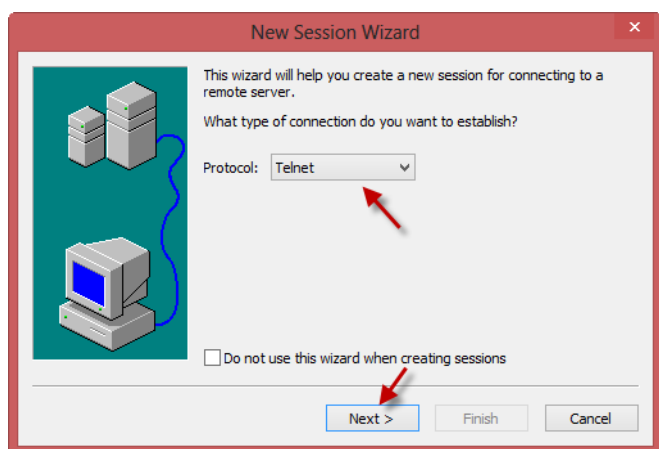 New Session Wizard
This wizard will help you create a new session for connecting to a
remote server.
What type of connection do you want to establish?
Protocol: Telnet
Do not use this wizard when creating sessions
Next > Finish Cancel